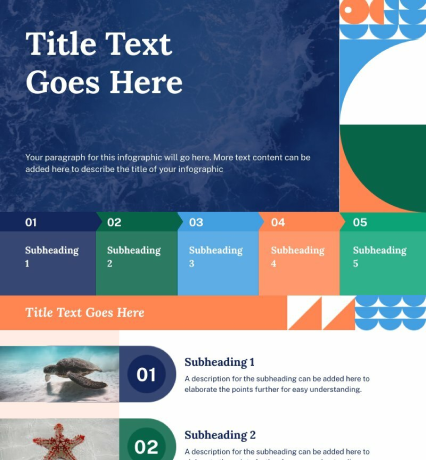 Title Text
Goes Here
Your paragraph for this infographic will go here. More text content can be
added here to describe the title of your infographic
01
02
03
04
05
Subheading
1
Subheading
2
Subheading
3
Subheading
4
Subheading
5
Title Text Goes Here
01
Subheading 1
A description for the subheading can be added here to
elaborate the points further for easy understanding.
02
Subheading 2
A description for the subheading can be added here to